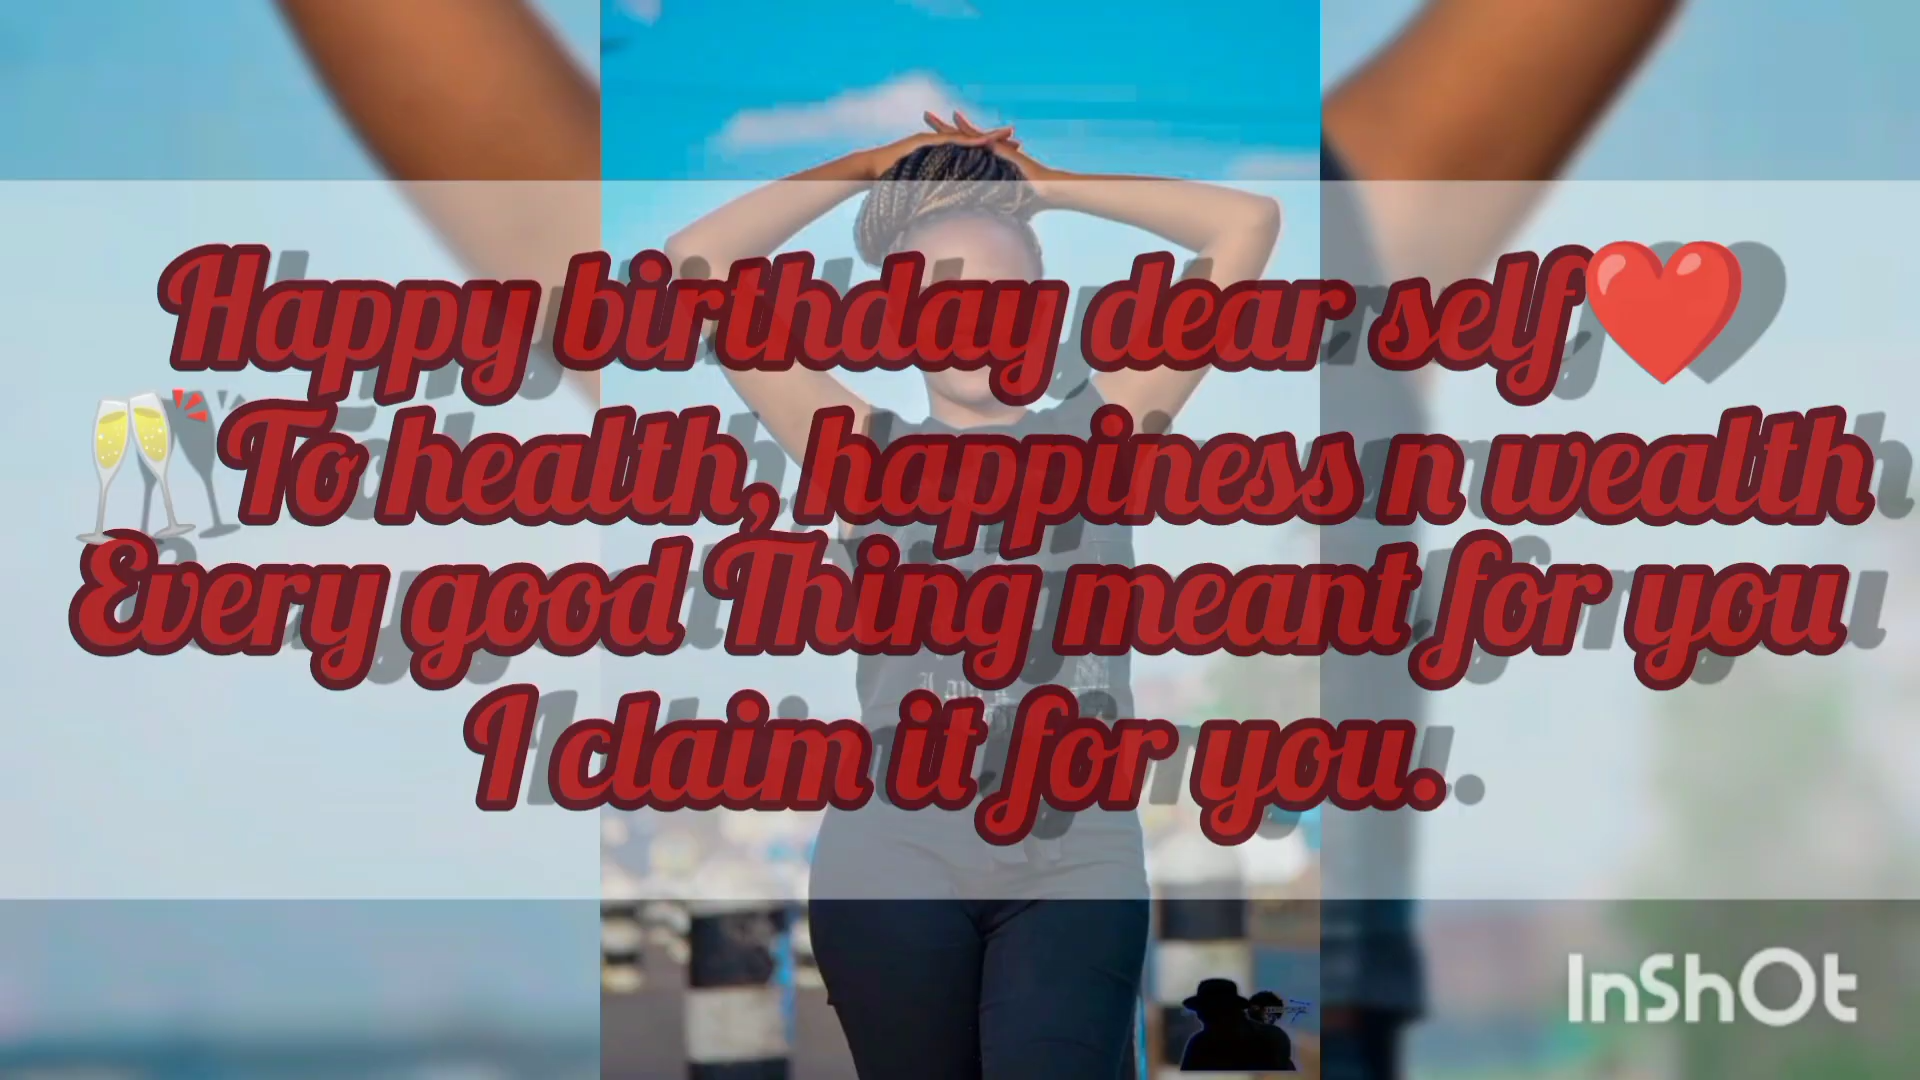 Happy birthday dear self❤️
🥂To health, happiness n wealth
Every good Thing meant for you
I claim it for you.
InShOt